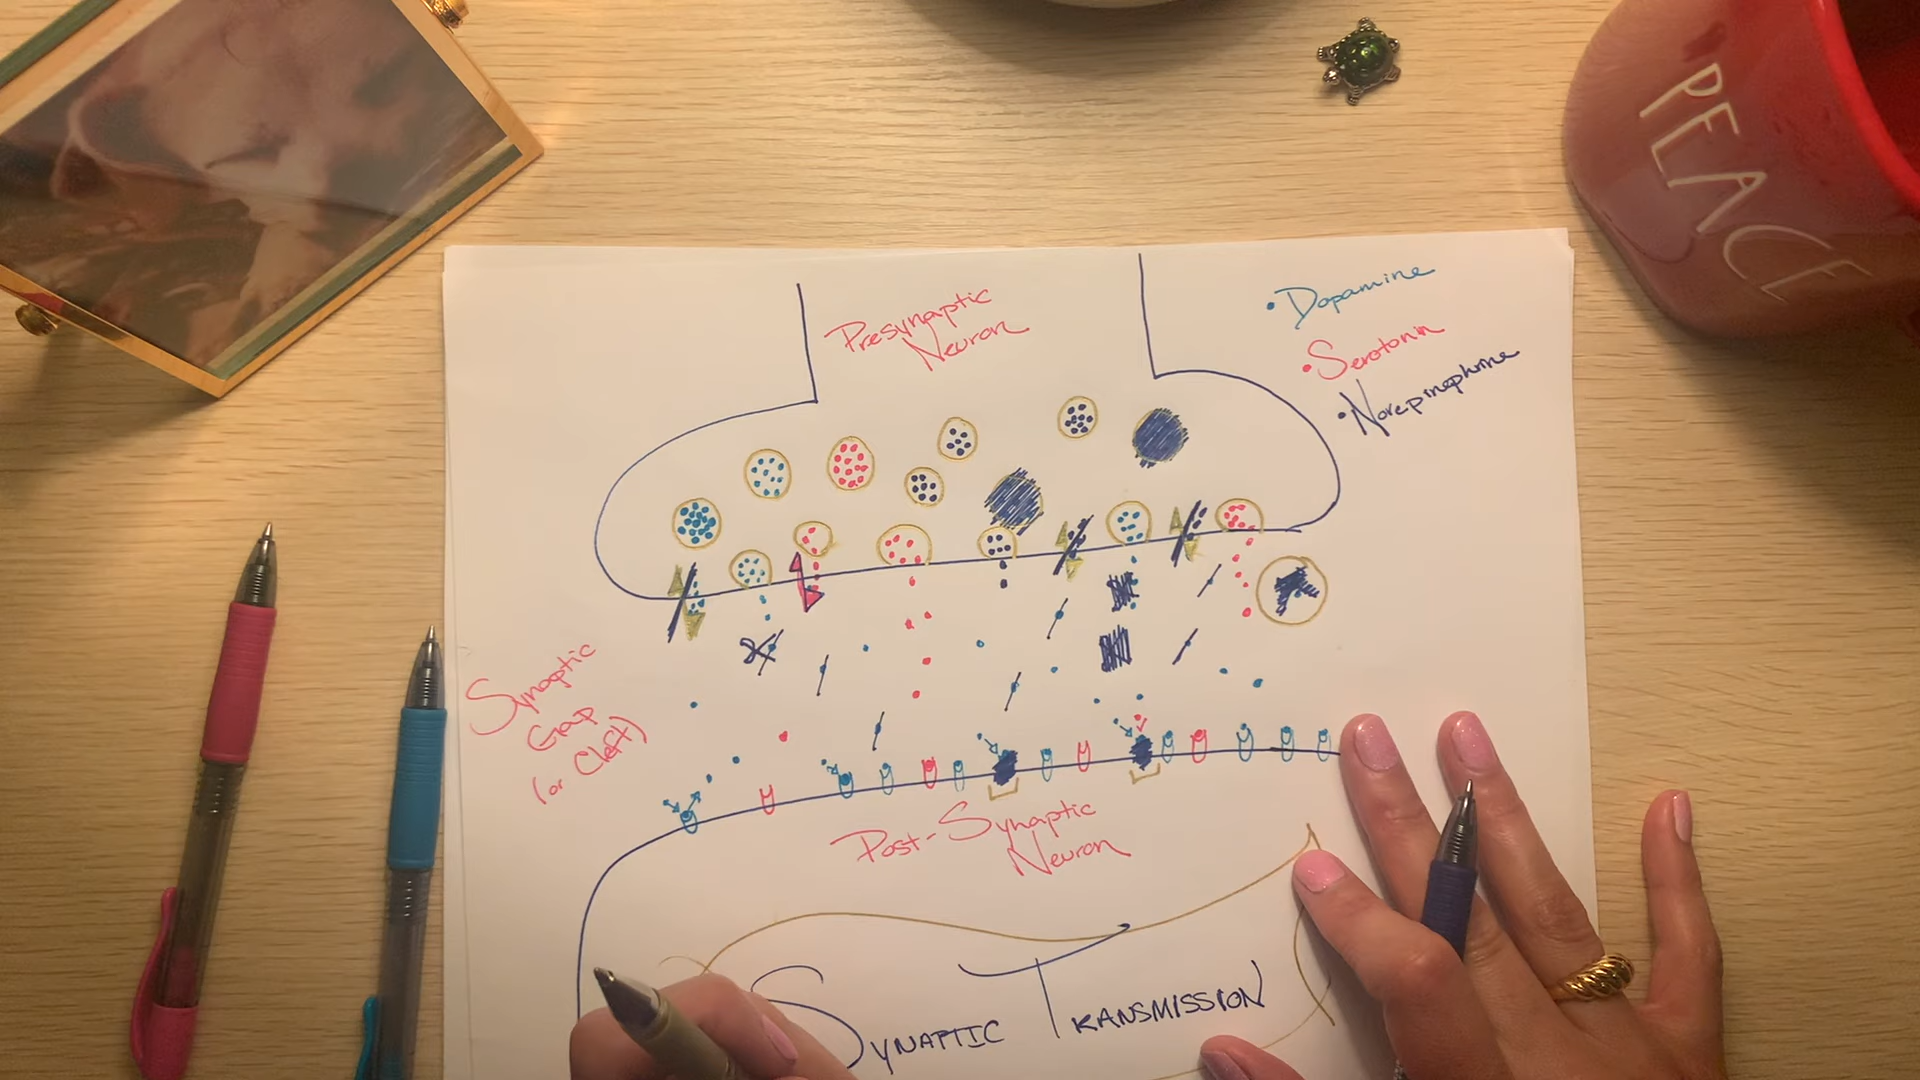 PEACE
Presynaptic
Neuron
• Dopamine
• Serotonin
• Norepinephrine
Synaptic
Gap
(or Cleft)
Post-Synaptic
Neuron
SYNAPTIC TRANSMISSION